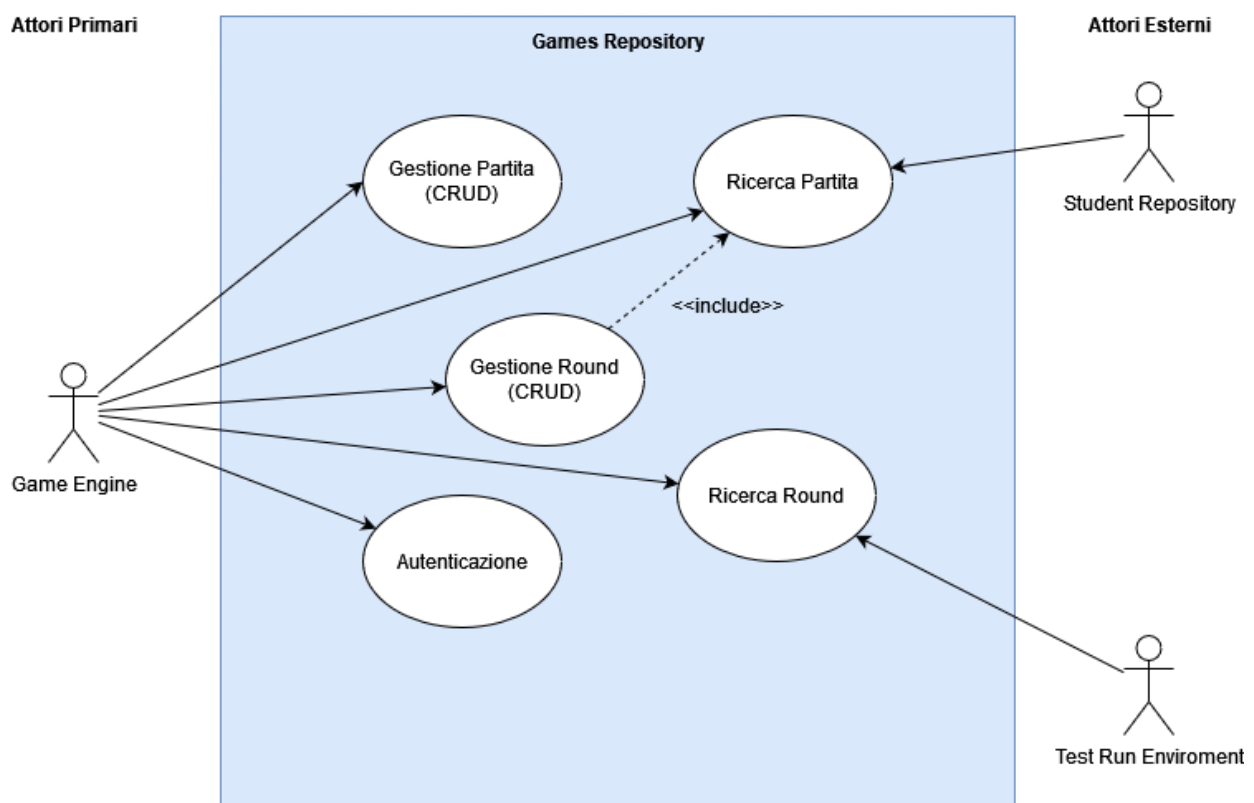 Attori Primari
Games Repository
Attori Esterni
Gestione Partita
(CRUD)
Ricerca Partita
Student Repository
<<include>>
Gestione Round
(CRUD)
Game Engine
Ricerca Round
Autenticazione
Test Run Enviroment